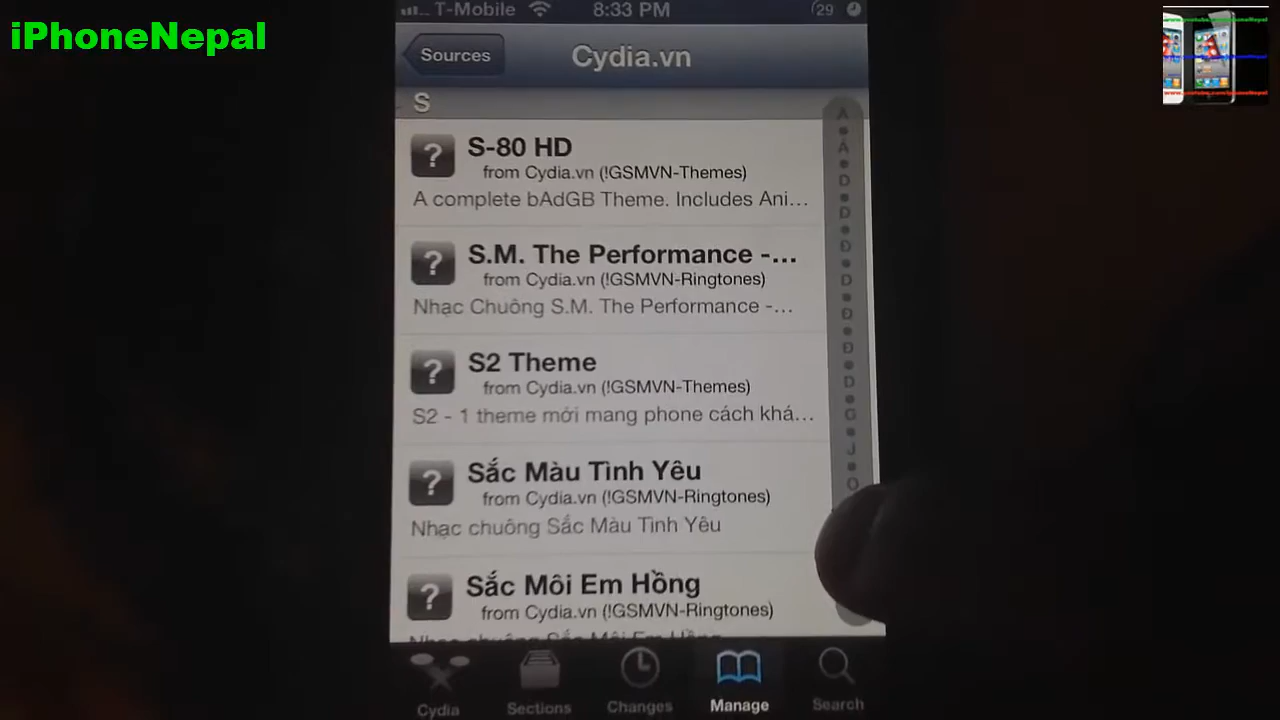 iPhoneNepal
T-Mobile 8:33 PM 29
Sources
Cydia.vn
S
S-80 HD
from Cydia.vn (!GSMVN-Themes)
A complete bAdGB Theme. Includes Ani...
S.M. The Performance -...
from Cydia.vn (!GSMVN-Ringtones)
Nhạc Chuông S.M. The Performance -...
S2 Theme
from Cydia.vn (!GSMVN-Themes)
S2 - 1 theme mới mang phone cách khá...
Sắc Màu Tình Yêu
from Cydia.vn (!GSMVN-Ringtones)
Nhạc chuông Sắc Màu Tình Yêu
Sắc Môi Em Hồng
from Cydia.vn (!GSMVN-Ringtones)
Cydia
Sections
Changes
Manage
Search